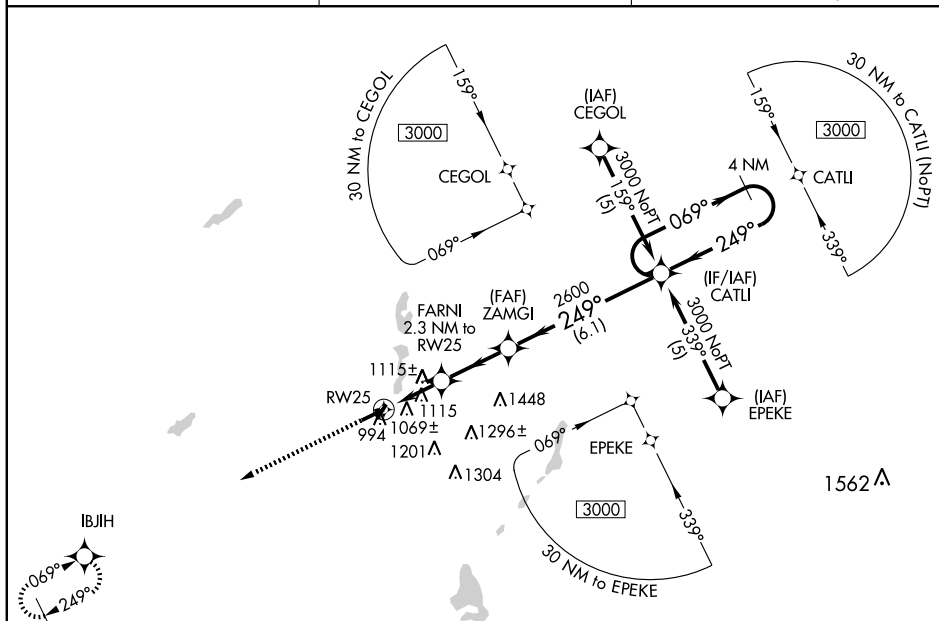 30 NM to CEGOL
159°
3000
CEGOL
069°
(IAF)
CEGOL
3000 NoPT
159°
(5)
30 NM to CATLI (NoPT)
159°
3000
CATLI
339°
4 NM
069°
249°
(IF/IAF)
CATLI
2600
249°
(6.1)
(FAF)
ZAMGI
FARNI
2.3 NM to
RW25
3000 NoPT
339°
(5)
(IAF)
EPEKE
1115±
RW25
994
1115
1069±
1201
1448
1296±
1304
069°
EPEKE
3000
339°
30 NM to EPEKE
1562
IBJIH
069°
249°